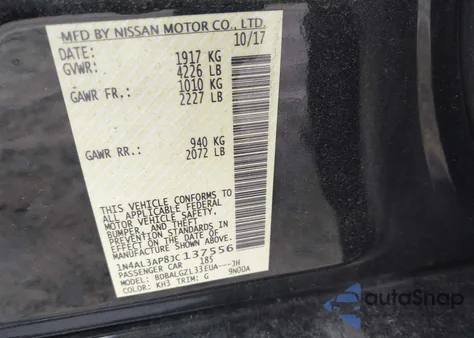 MFD BY NISSAN MOTOR CO., LTD.
DATE: 10/17
GVWR: 1917 KG
4226 LB
GAWR FR.: 1010 KG
2227 LB
GAWR RR.: 940 KG
2072 LB
THIS VEHICLE CONFORMS TO
ALL APPLICABLE FEDERAL
MOTOR VEHICLE SAFETY,
BUMPER, AND THEFT
PREVENTION STANDARDS IN
EFFECT ON THE DATE OF
MANUFACTURE SHOWN ABOVE.
1N4AL3AP8JC137556
PASSENGER CAR 185
MODEL: BDBALGZL33EUA---JH
COLOR: KH3 TRIM: G 9N00A
autoSnap